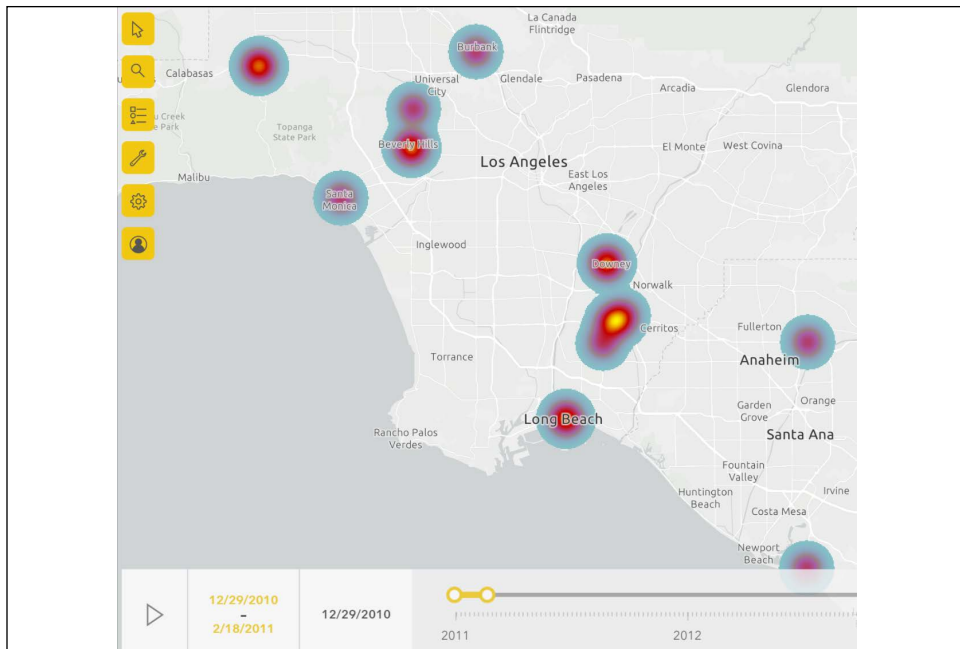 La Canada
Flintridge
Burbank
Calabasas
Universal
City
Glendale
Pasadena
Arcadia
Glendora
Creek
Park
Topanga
State Park
Beverly Hills
Los Angeles
El Monte
West Covina
East Los
Angeles
Malibu
Santa
Monica
Inglewood
Downey
Norwalk
Cerritos
Fullerton
Anaheim
Torrance
Long Beach
Garden
Grove
Orange
Rancho Palos
Verdes
Santa Ana
Fountain
Valley
Huntington
Beach
Irvine
Costa Mesa
Newport
Beach
12/29/2010
–
2/18/2011
12/29/2010
2011
2012